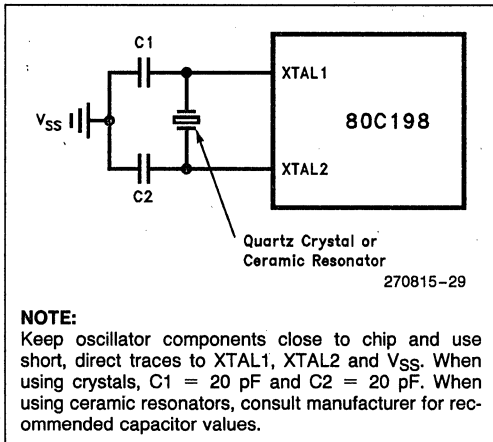 C1
XTAL1
80C198
VSS
XTAL2
C2
Quartz Crystal or
Ceramic Resonator
270815-29
NOTE:
Keep oscillator components close to chip and use
short, direct traces to XTAL1, XTAL2 and VSS. When
using crystals, C1 = 20 pF and C2 = 20 pF. When
using ceramic resonators, consult manufacturer for rec-
ommended capacitor values.